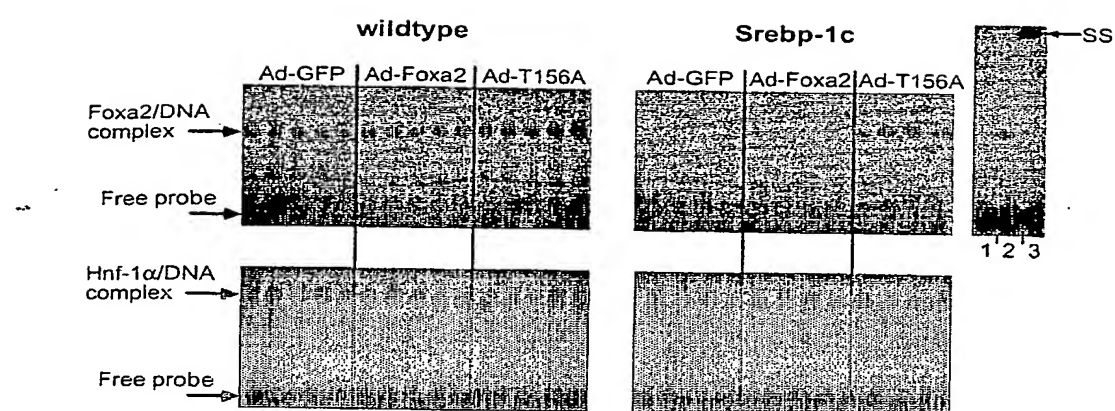 wildtype
Srebp-1c
SS
Ad-GFP Ad-Foxa2 Ad-T156A
Ad-GFP Ad-Foxa2 Ad-T156A
Foxa2/DNA
complex
Free probe
1 2 3
Hnf-1α/DNA
complex
Free probe